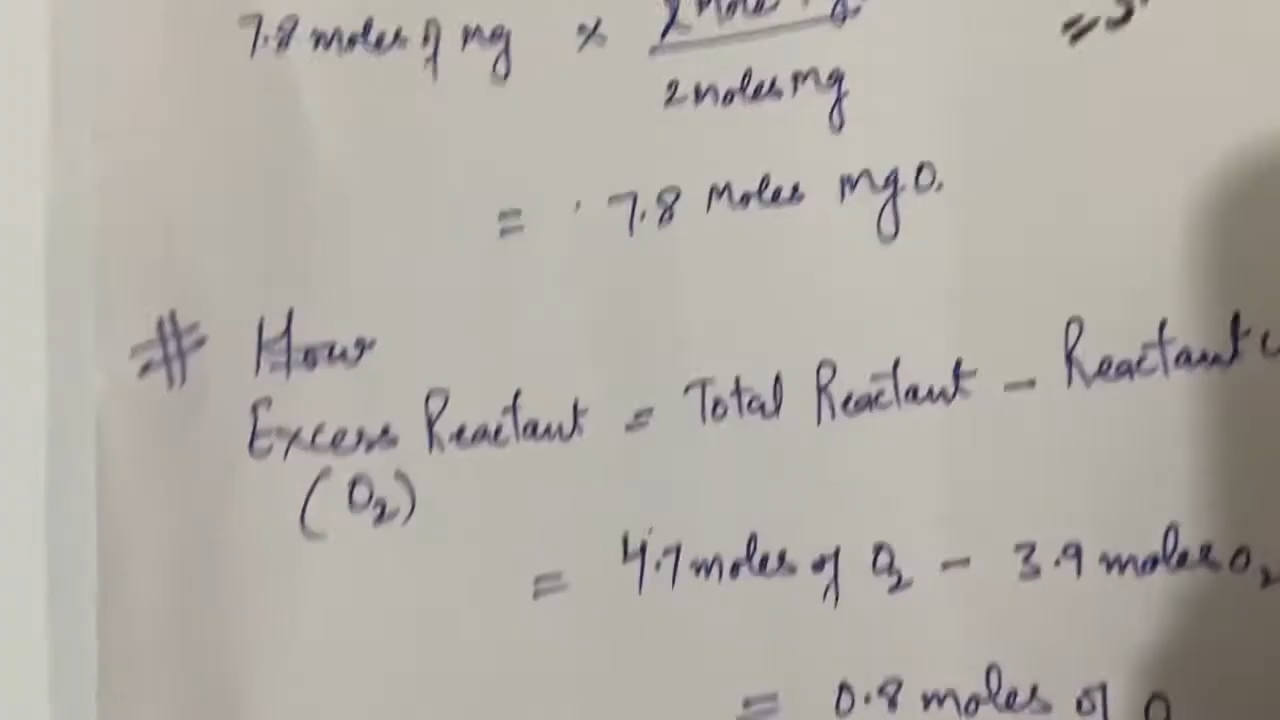 7.8 moles of mg ×
2 moles mg
= 7.8 Moles MgO.
# Hour
Excess Reactant = Total Reactant - Reactant
(O₂)
= 4.7 moles of O₂ - 3.9 moles O₂
= 0.8 moles of O